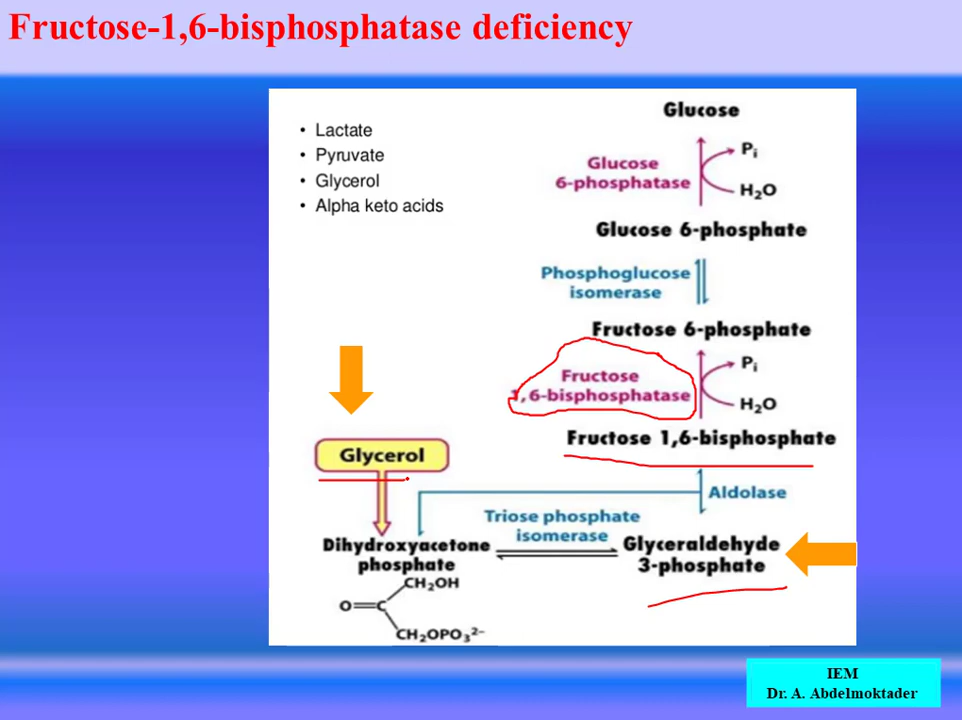 Fructose-1,6-bisphosphatase deficiency
• Lactate
• Pyruvate
• Glycerol
• Alpha keto acids
Glucose
Glucose
6-phosphatase
Pi
H2O
Glucose 6-phosphate
Phosphoglucose
isomerase
Fructose 6-phosphate
Fructose
1,6-bisphosphatase
Pi
H2O
Fructose 1,6-bisphosphate
Glycerol
Aldolase
Triose phosphate
isomerase
Dihydroxyacetone
phosphate
Glyceraldehyde
3-phosphate
CH2OH
O=C
CH2OPO3 2–
IEM
Dr. A. Abdelmoktader